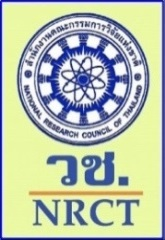 สำนักงานคณะกรรมการวิจัยแห่งชาติ
NATIONAL RESEARCH COUNCIL OF THAILAND
วช.
NRCT